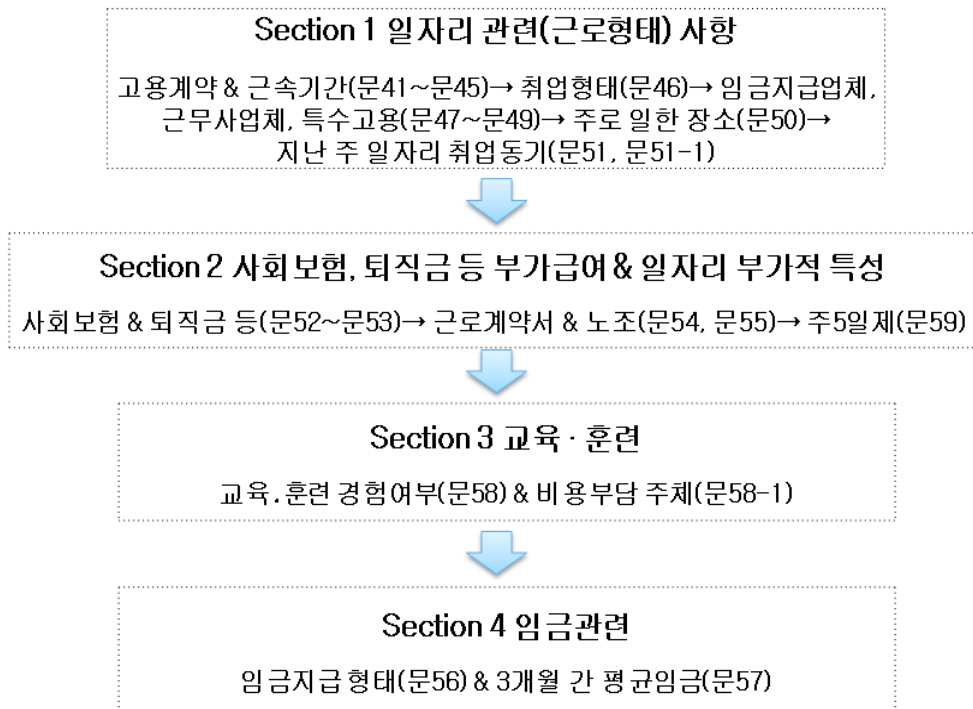 Section 1 일자리 관련(근로형태) 사항
고용계약 & 근속기간(문41~문45)→ 취업형태(문46)→ 임금지급업체,
근무사업체, 특수고용(문47~문49)→ 주로 일한 장소(문50)→
지난 주 일자리 취업동기(문51, 문51-1)
Section 2 사회보험, 퇴직금 등 부가급여 & 일자리 부가적 특성
사회보험 & 퇴직금 등(문52~문53)→ 근로계약서 & 노조(문54, 문55)→ 주5일제(문59)
Section 3 교육 · 훈련
교육.훈련 경험여부(문58) & 비용부담 주체(문58-1)
Section 4 임금관련
임금지급 형태(문56) & 3개월 간 평균임금(문57)